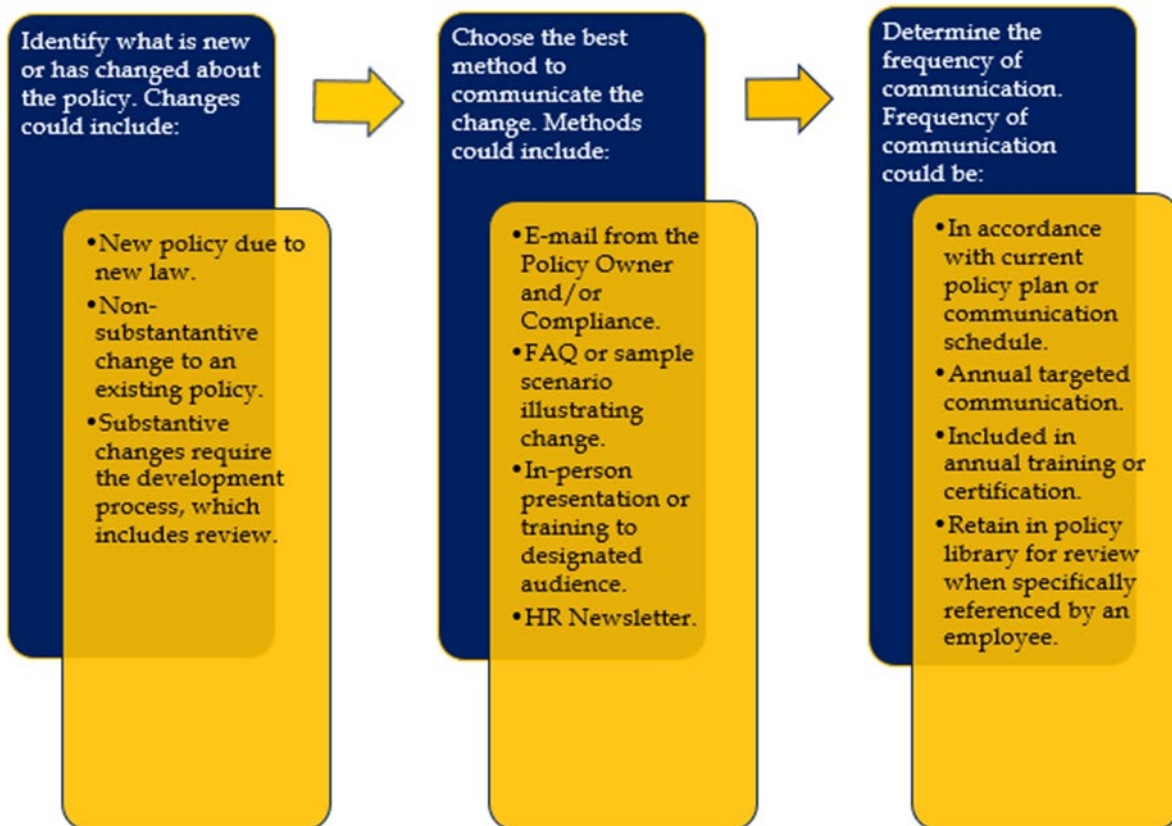 Identify what is new
or has changed about
the policy. Changes
could include:
•New policy due to
new law.
•Non-
substantantive
change to an
existing policy.
•Substantive
changes require
the development
process, which
includes review.
Choose the best
method to
communicate the
change. Methods
could include:
•E-mail from the
Policy Owner
and/or
Compliance.
•FAQ or sample
scenario
illustrating
change.
•In-person
presentation or
training to
designated
audience.
•HR Newsletter.
Determine the
frequency of
communication.
Frequency of
communication
could be:
•In accordance
with current
policy plan or
communication
schedule.
•Annual targeted
communication.
•Included in
annual training or
certification.
•Retain in policy
library for review
when specifically
referenced by an
employee.